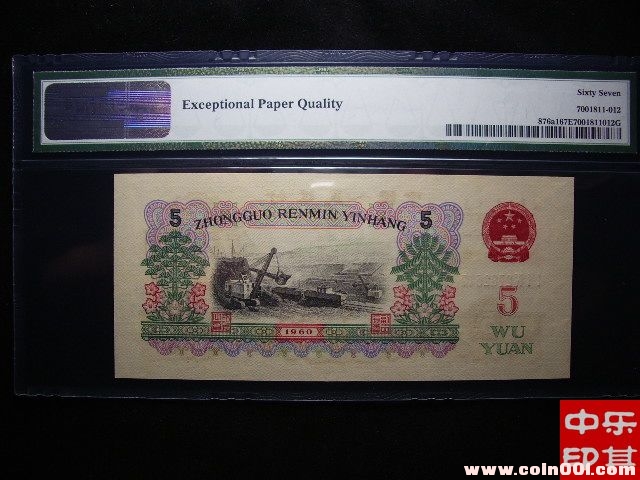 Sixty Seven
Exceptional Paper Quality
7001811-012
876a167E7001811012G
5 ZHONGGUO RENMIN YINHANG 5
5
1960
WU
YUAN
中乐
印其
www.coin001.com